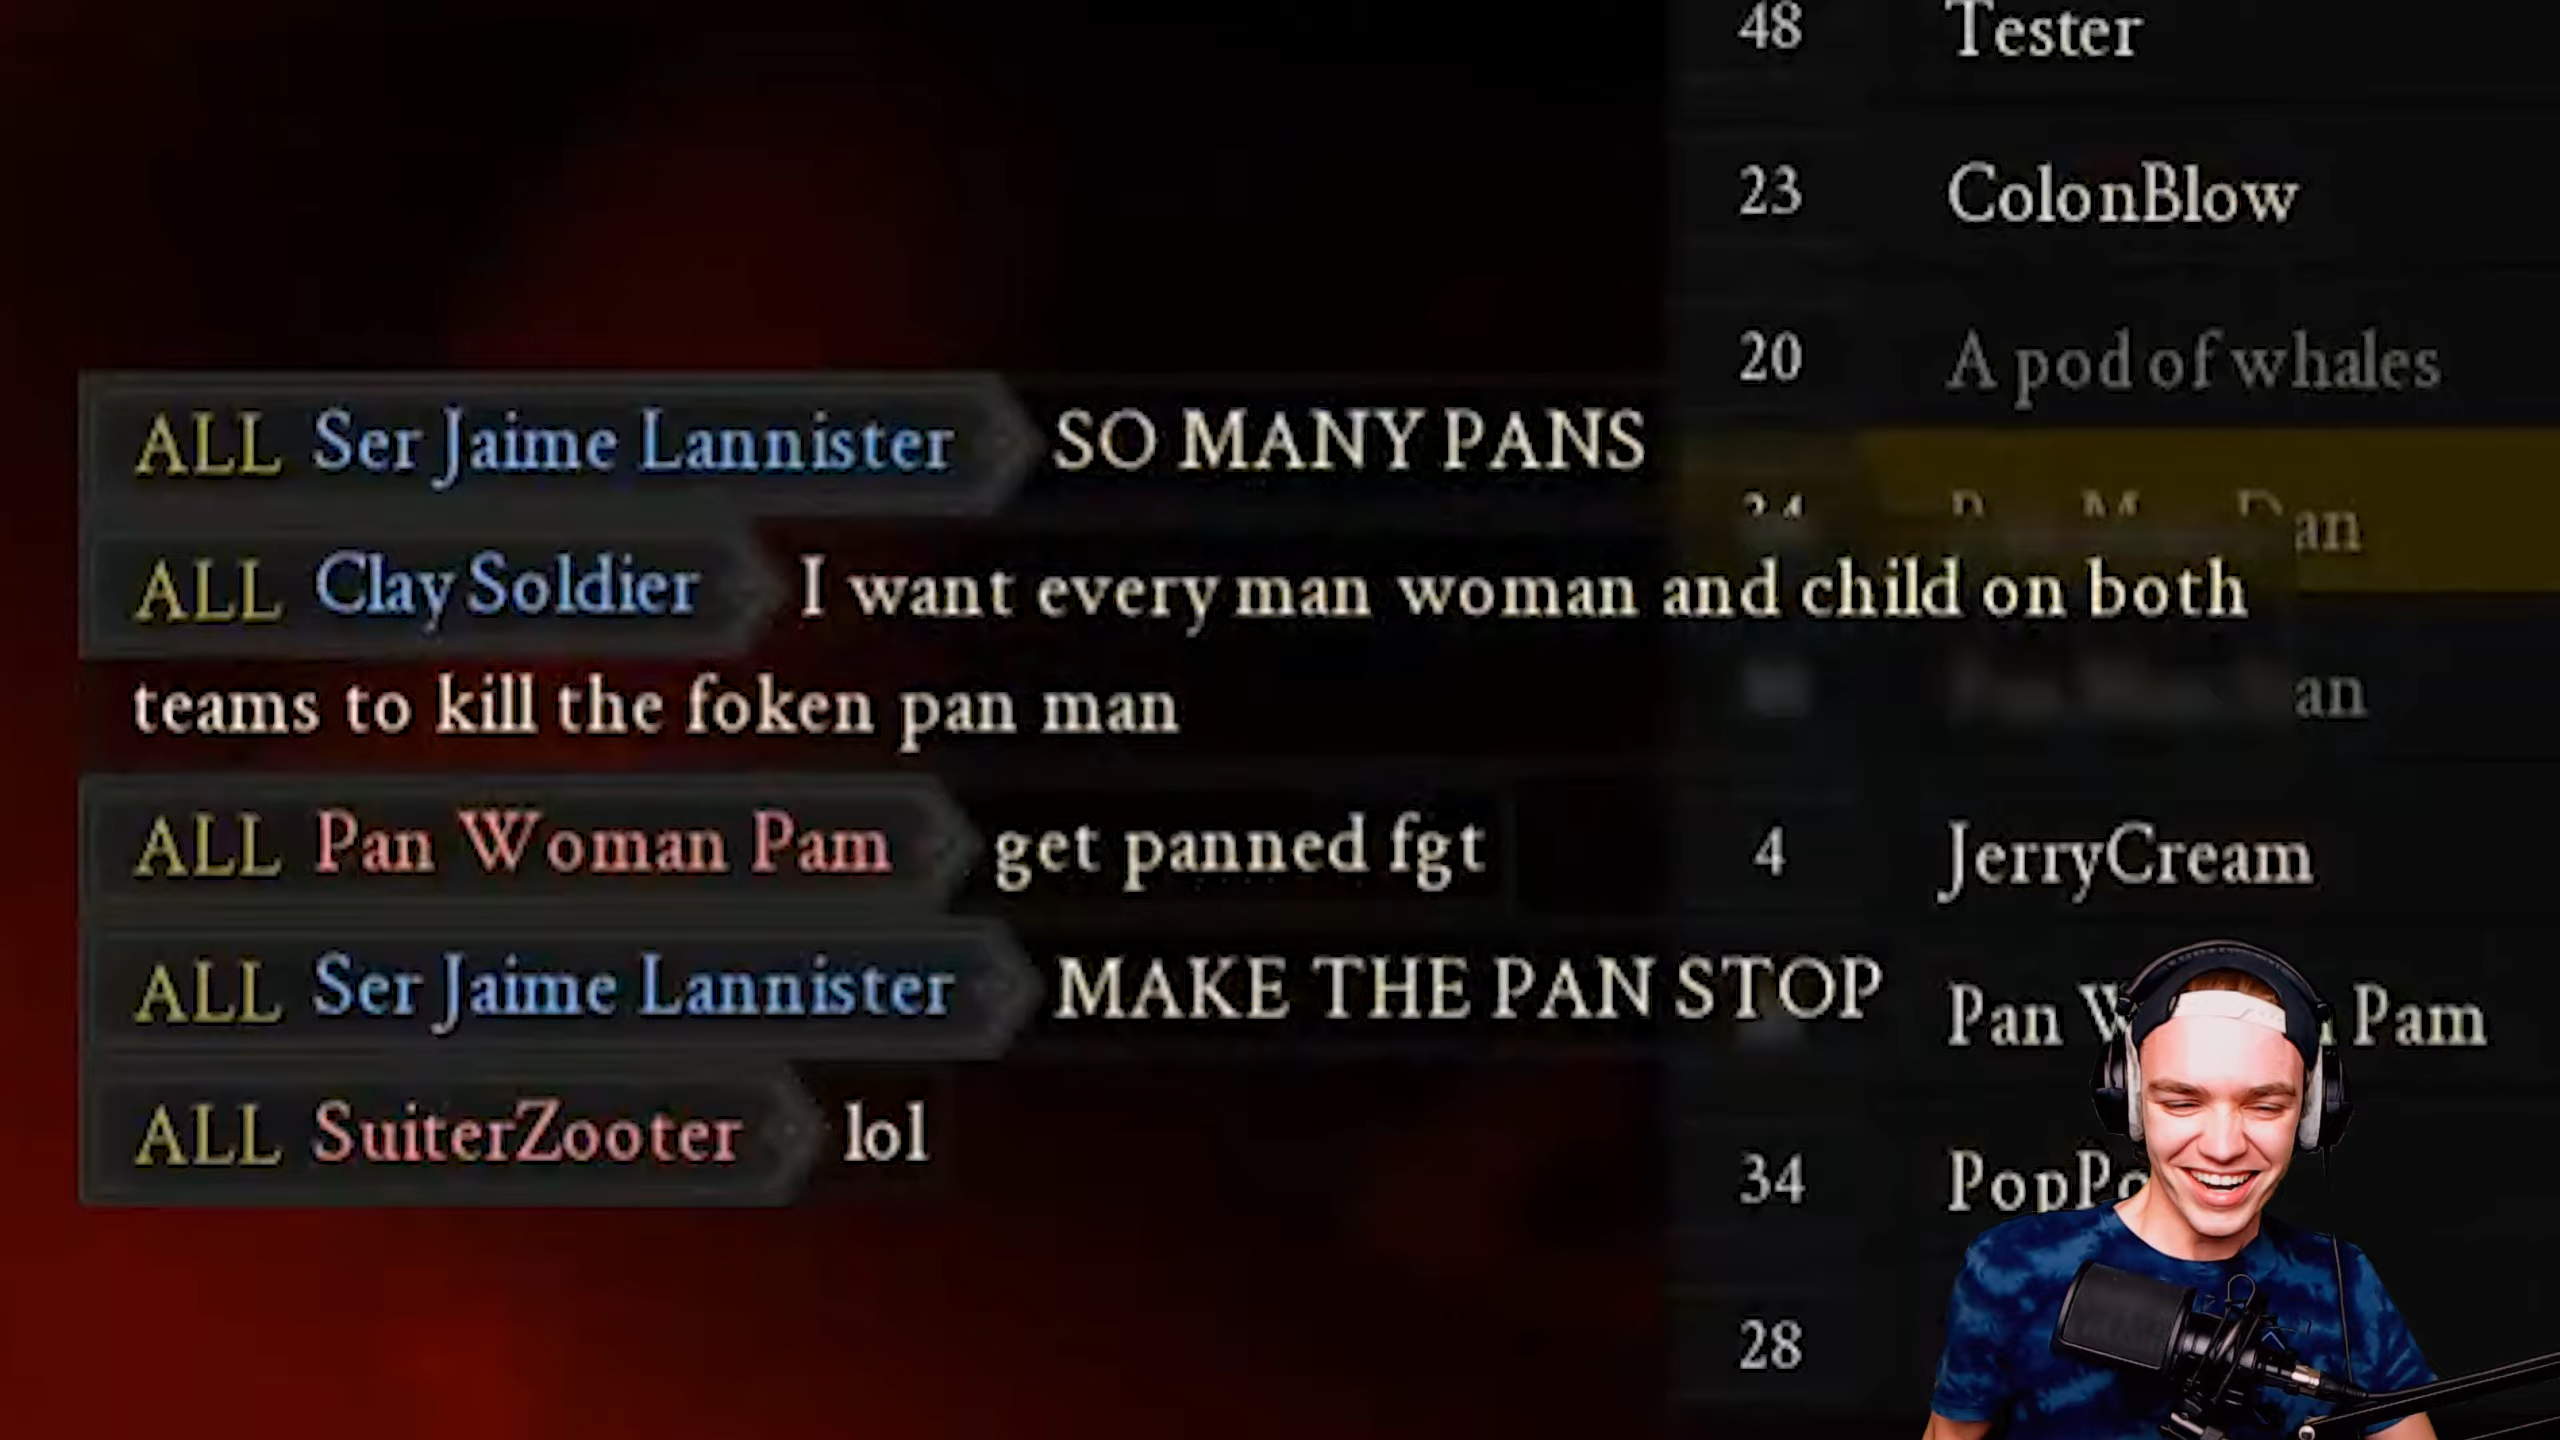 48 Tester
23 ColonBlow
20 A pod of whales
ALL Ser Jaime Lannister SO MANY PANS
ALL Clay Soldier I want every man woman and child on both
teams to kill the foken pan man
ALL Pan Woman Pam get panned fgt
4 JerryCream
ALL Ser Jaime Lannister MAKE THE PAN STOP
Pan Pam
ALL SuiterZooter lol
34
28